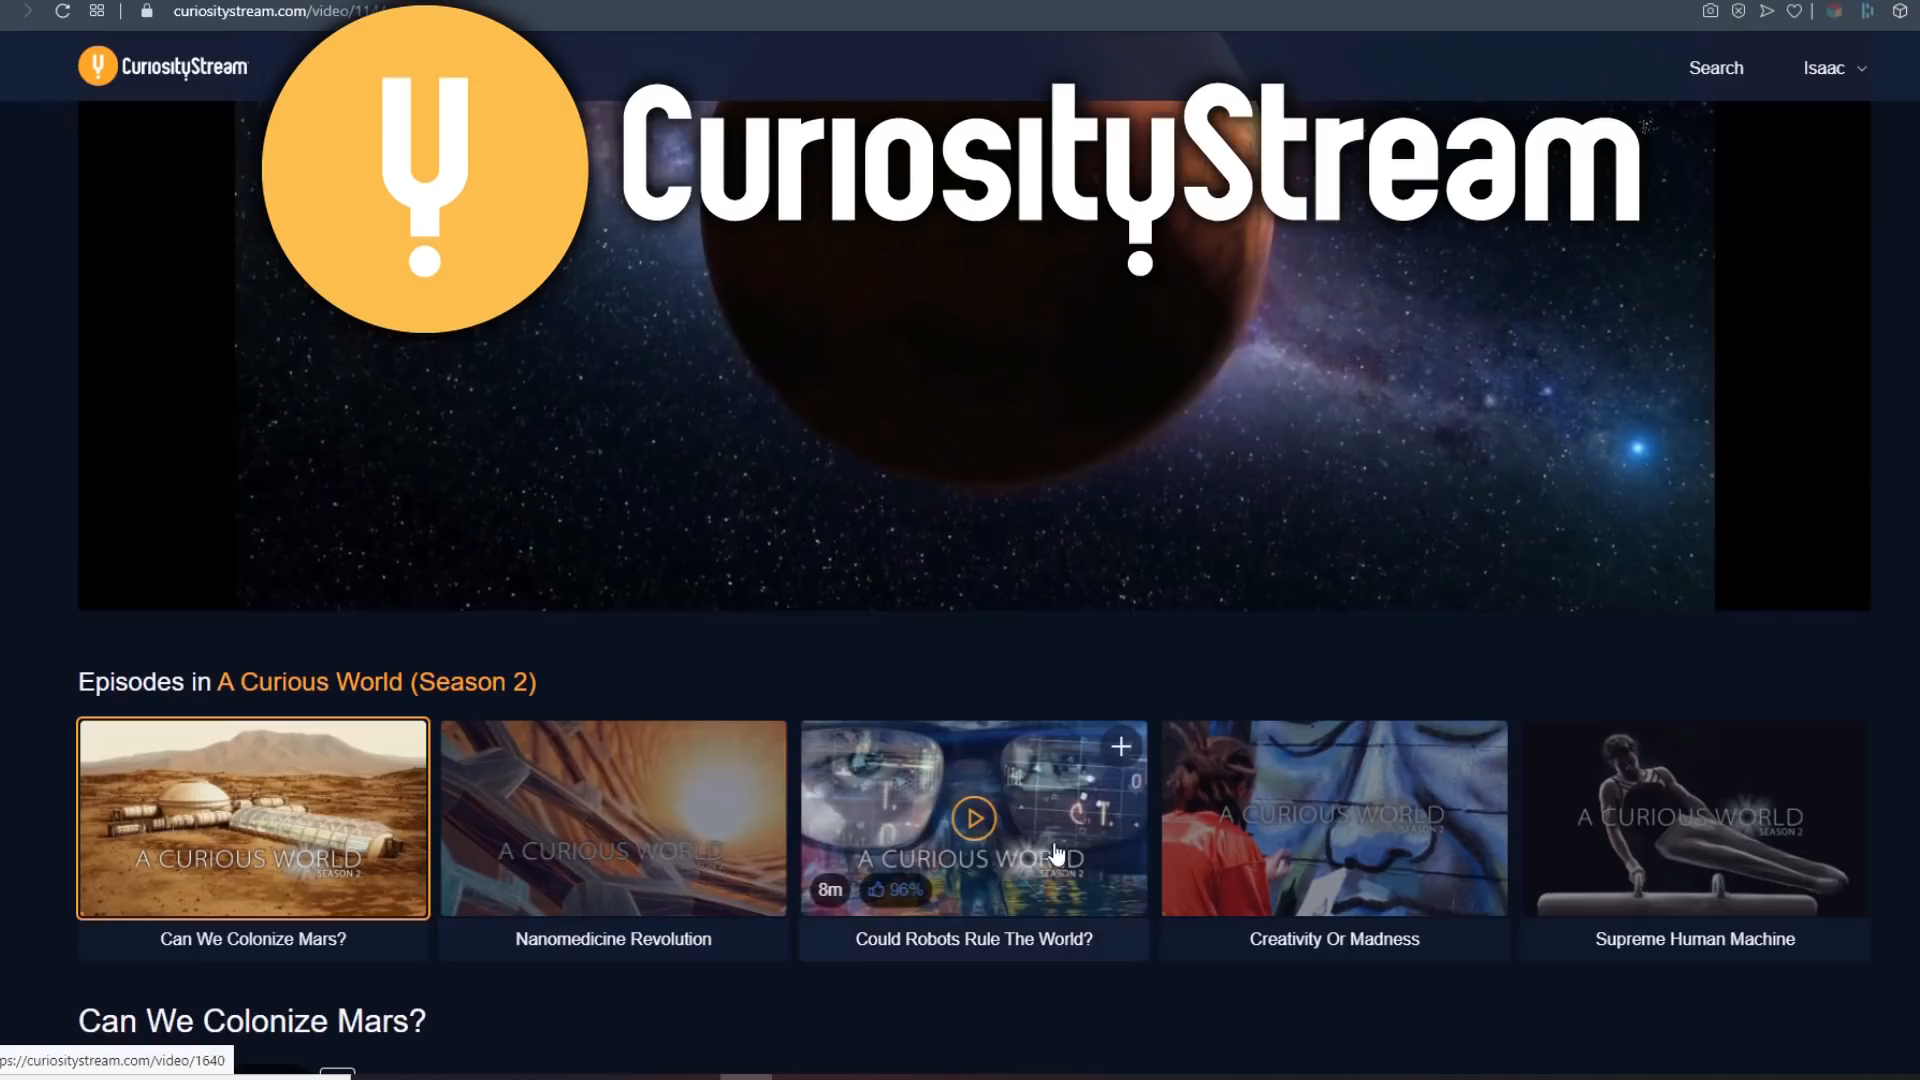 curiositystream.com/video/114
CuriosityStream
Search
Isaac
CuriosityStream
Episodes in A Curious World (Season 2)
A CURIOUS WORLD
SEASON 2
A CURIOUS WORLD
A CURIOUS WORLD
SEASON 2
8m
96%
A CURIOUS WORLD
SEASON 2
A CURIOUS WORLD
SEASON 2
Can We Colonize Mars?
Nanomedicine Revolution
Could Robots Rule The World?
Creativity Or Madness
Supreme Human Machine
Can We Colonize Mars?
ps://curiositystream.com/video/1640